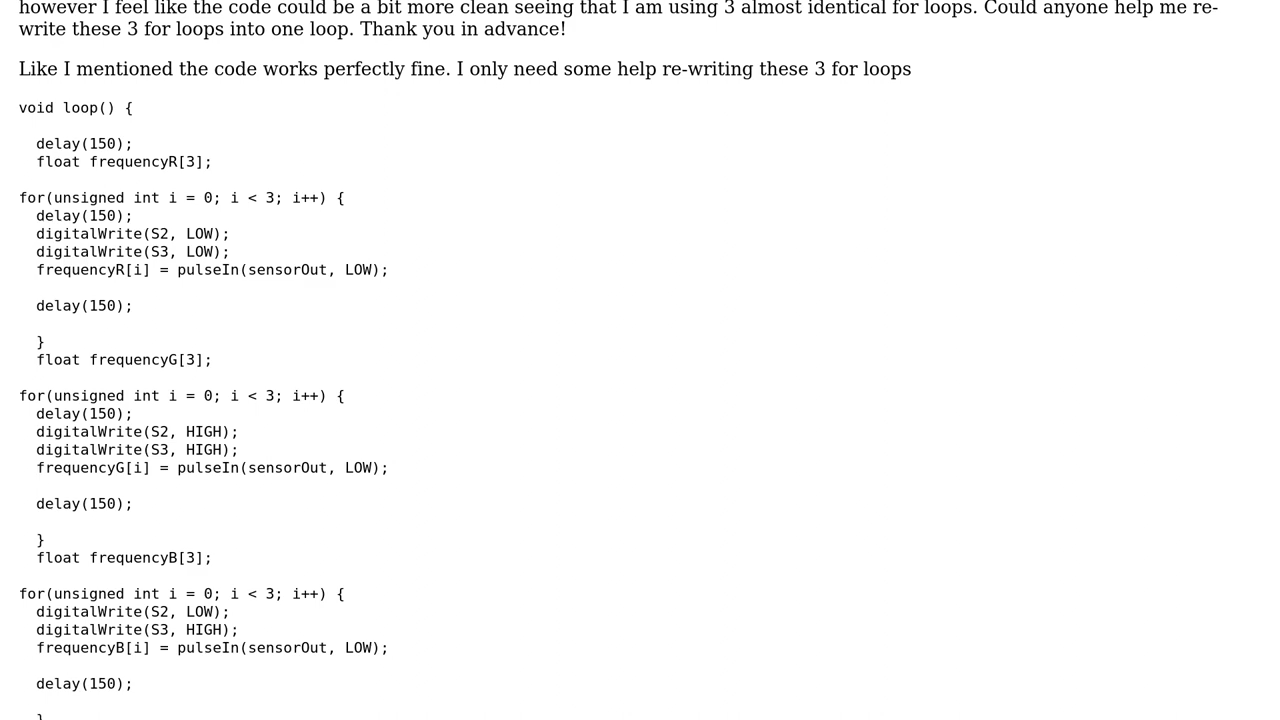 however I feel like the code could be a bit more clean seeing that I am using 3 almost identical for loops. Could anyone help me re-
write these 3 for loops into one loop. Thank you in advance!
Like I mentioned the code works perfectly fine. I only need some help re-writing these 3 for loops
void loop() {
  delay(150);
  float frequencyR[3];
for(unsigned int i = 0; i < 3; i++) {
  delay(150);
  digitalWrite(S2, LOW);
  digitalWrite(S3, LOW);
  frequencyR[i] = pulseIn(sensorOut, LOW);
  delay(150);
  }
  float frequencyG[3];
for(unsigned int i = 0; i < 3; i++) {
  delay(150);
  digitalWrite(S2, HIGH);
  digitalWrite(S3, HIGH);
  frequencyG[i] = pulseIn(sensorOut, LOW);
  delay(150);
  }
  float frequencyB[3];
for(unsigned int i = 0; i < 3; i++) {
  digitalWrite(S2, LOW);
  digitalWrite(S3, HIGH);
  frequencyB[i] = pulseIn(sensorOut, LOW);
  delay(150);
  }